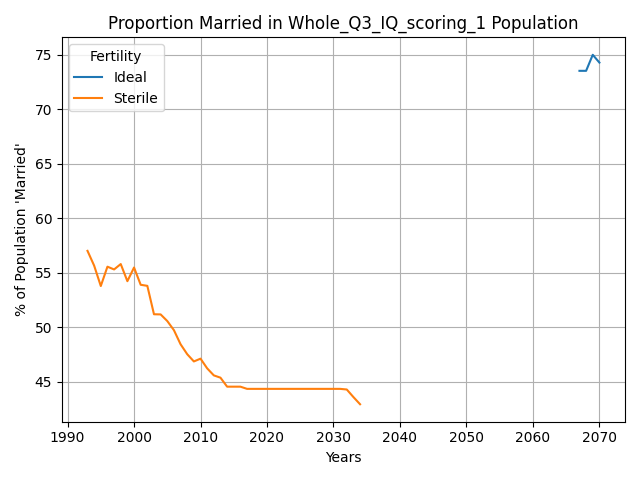 Proportion Married in Whole_Q3_IQ_scoring_1 Population
Fertility
Ideal
Sterile
% of Population 'Married'
75
70
65
60
55
50
45
1990 2000 2010 2020 2030 2040 2050 2060 2070
Years